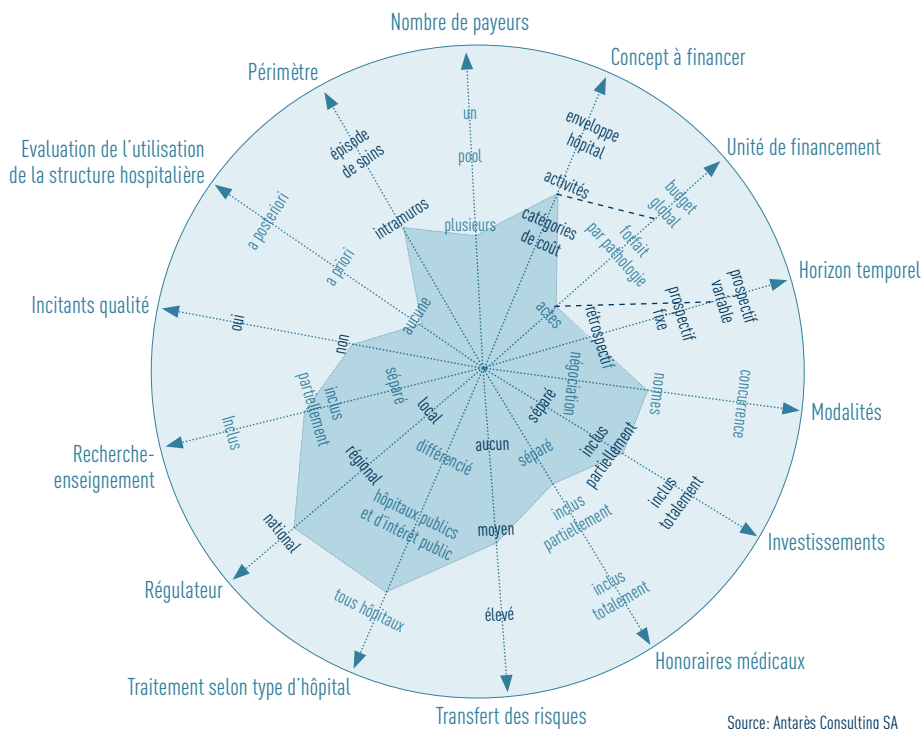 Nombre de payeurs
Concept à financer
Périmètre
Unité de financement
Evaluation de l'utilisation
de la structure hospitalière
Horizon temporel
Incitants qualité
Modalités
Recherche-
enseignement
Investissements
Régulateur
Honoraires médicaux
Traitement selon type d'hôpital
Transfert des risques
un
pool
plusieurs
enveloppe
hôpital
activités
catégories
de coût
budget
global
forfait
par pathologie
actes
prospectif
variable
prospectif
fixe
rétrospectif
négociation
normes
concurrence
séparé
inclus
partiellement
inclus
totalement
séparé
inclus
partiellement
inclus
totalement
aucun
moyen
élevé
différencié
hôpitaux publics
et d'intérêt public
tous hôpitaux
local
régional
national
séparé
inclus
partiellement
Inclus
non
oui
aucune
a priori
a posteriori
intramuros
épisode
de spins
Source: Antarès Consulting SA